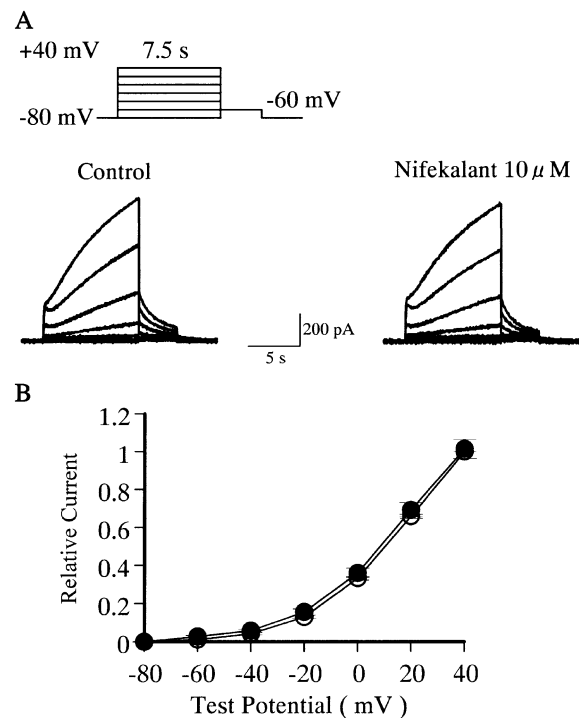 A
+40 mV
7.5 s
-60 mV
-80 mV
Control
Nifekalant 10 μ M
200 pA
5 s
B
Relative Current
1.2
1
0.8
0.6
0.4
0.2
0
-80 -60 -40 -20 0 20 40
Test Potential ( mV )